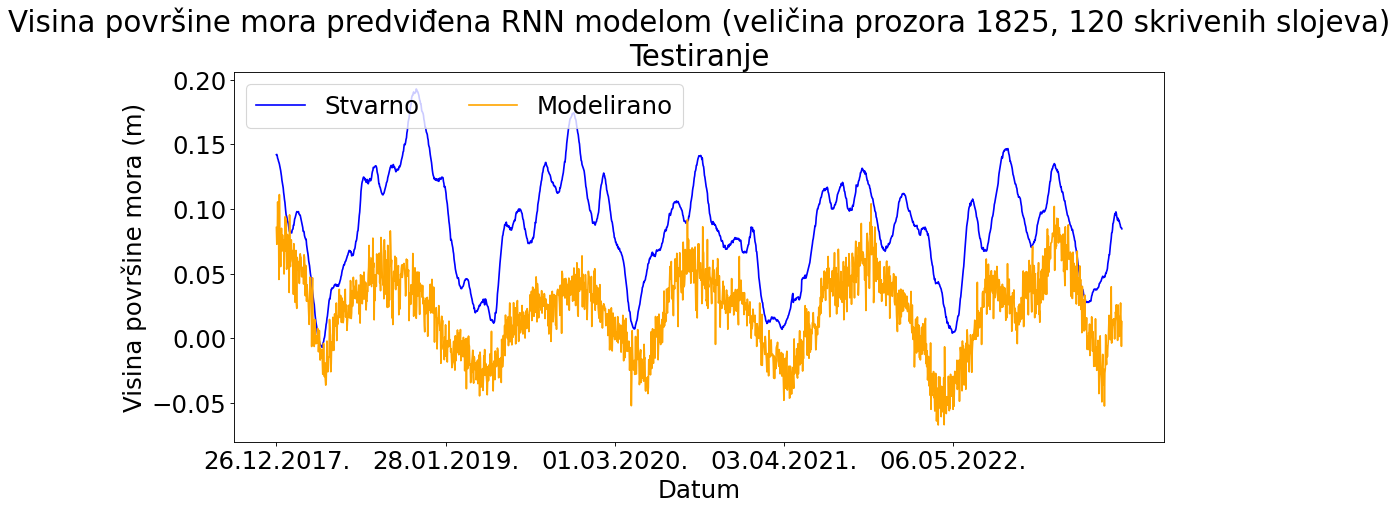 Visina površine mora predviđena RNN modelom (veličina prozora 1825, 120 skrivenih slojeva)
Testiranje
Stvarno Modelirano
Visina površine mora (m)
0.20
0.15
0.10
0.05
0.00
−0.05
26.12.2017. 28.01.2019. 01.03.2020. 03.04.2021. 06.05.2022.
Datum